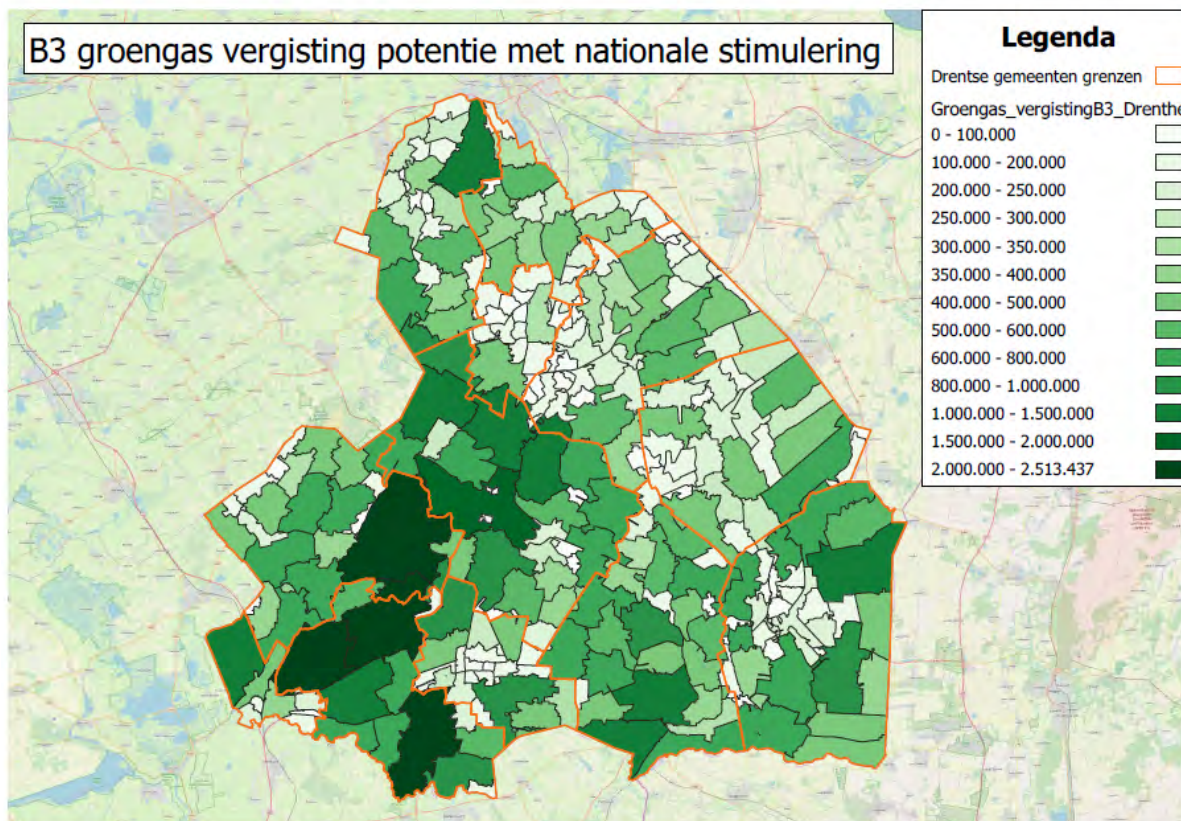 B3 groengas vergisting potentie met nationale stimulering
Legenda
Drentse gemeenten grenzen
Groengas_vergistingB3_Drenthe
0 - 100.000
100.000 - 200.000
200.000 - 250.000
250.000 - 300.000
300.000 - 350.000
350.000 - 400.000
400.000 - 500.000
500.000 - 600.000
600.000 - 800.000
800.000 - 1.000.000
1.000.000 - 1.500.000
1.500.000 - 2.000.000
2.000.000 - 2.513.437